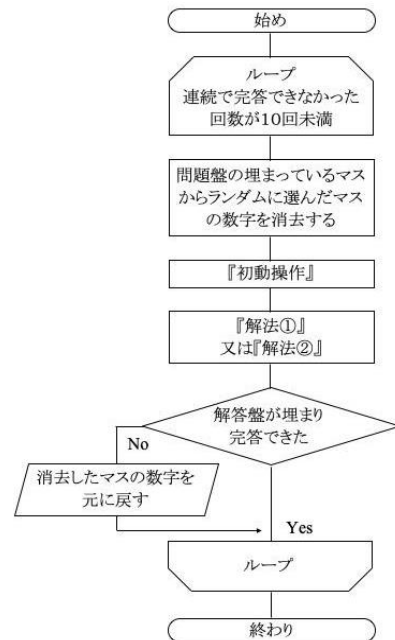 始め
ループ
連続で完答できなかった
回数が10回未満
問題盤の埋まっているマス
からランダムに選んだマス
の数字を消去する
『初動操作』
『解法①』
又は『解法②』
解答盤が埋まり
完答できた
No
消去したマスの数字を
元に戻す
Yes
ループ
終わり